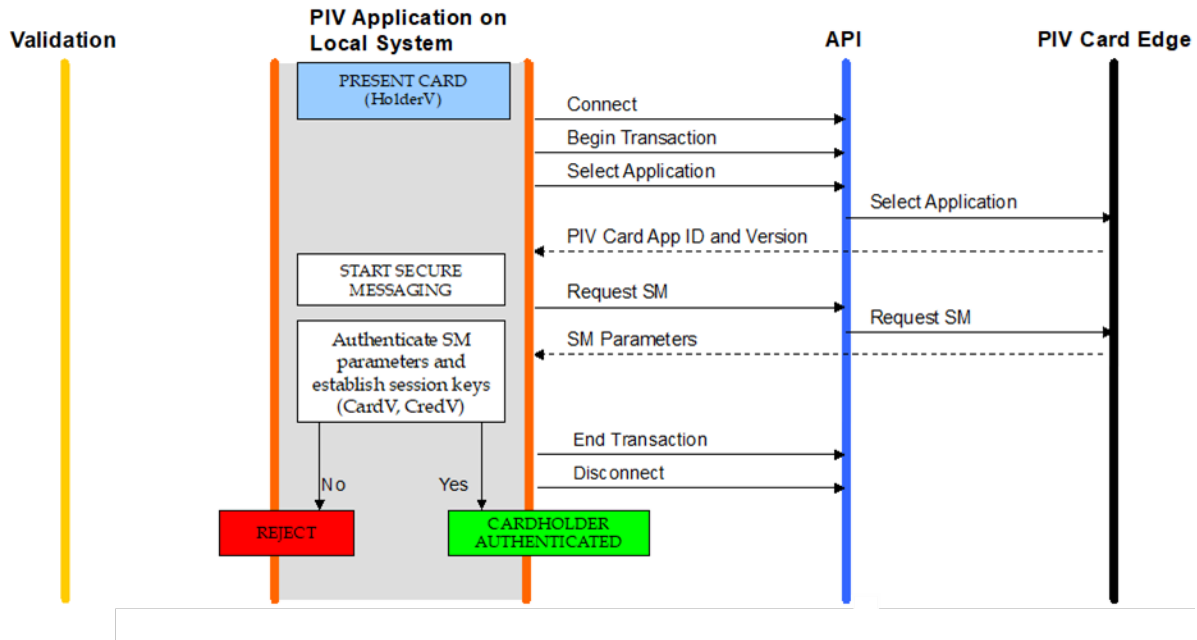 PIV Application on
Local System
Validation
API
PIV Card Edge
PRESENT CARD
(HolderV)
Connect
Begin Transaction
Select Application
Select Application
PIV Card App ID and Version
START SECURE
MESSAGING
Request SM
Request SM
Authenticate SM
parameters and
establish session keys
(CardV, CredV)
SM Parameters
End Transaction
Disconnect
No
Yes
REJECT
CARDHOLDER
AUTHENTICATED